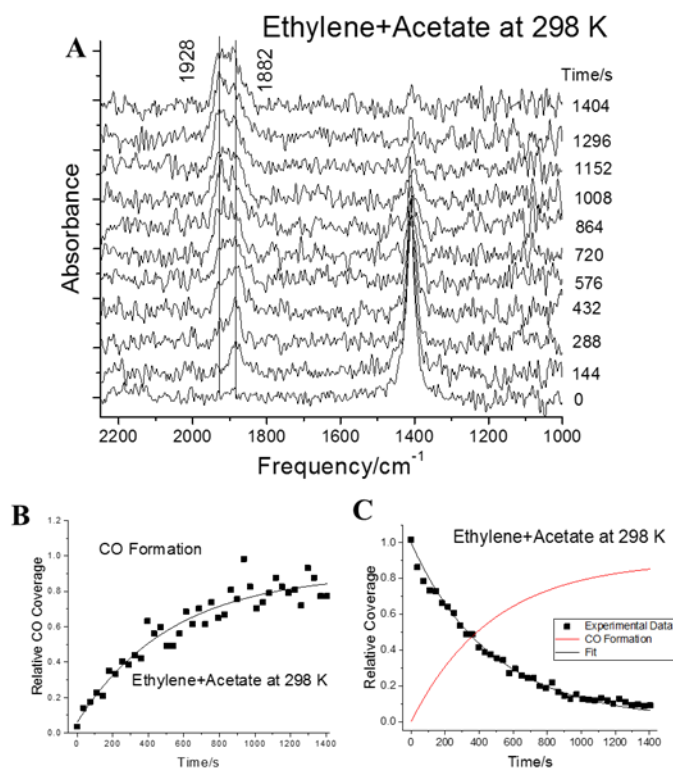 Ethylene+Acetate at 298 K
A
1928
1882
Time/s
1404
1296
1152
1008
864
720
576
432
288
144
0
Absorbance
2200 2000 1800 1600 1400 1200 1000
Frequency/cm⁻¹
B
CO Formation
Ethylene+Acetate at 298 K
Relative CO Coverage
1.2
1.0
0.8
0.6
0.4
0.2
0.0
0 200 400 600 800 1000 1200 1400
Time/s
C
Ethylene+Acetate at 298 K
Relative CO Coverage
1.0
0.8
0.6
0.4
0.2
0.0
Experimental Data
CO Formation
Fit
0 200 400 600 800 1000 1200 1400
Time/s